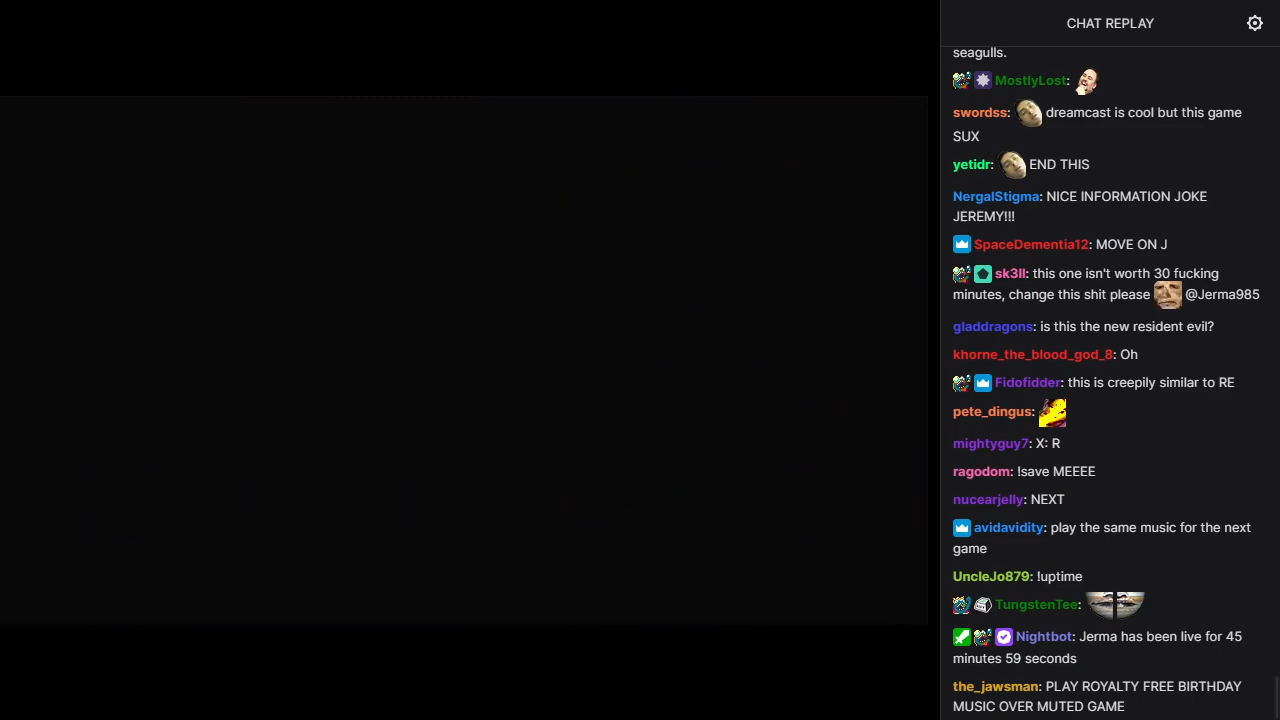 CHAT REPLAY
seagulls.
MostlyLost:
swordss: dreamcast is cool but this game
SUX
yetidr: END THIS
NergalStigma: NICE INFORMATION JOKE
JEREMY!!!
SpaceDementia12: MOVE ON J
sk3ll: this one isn't worth 30 fucking
minutes, change this shit please @Jerma985
gladdragons: is this the new resident evil?
khorne_the_blood_god_8: Oh
Fidofidder: this is creepily similar to RE
pete_dingus:
mightyguy7: X: R
ragodom: !save MEEEE
nucearjelly: NEXT
avidavidity: play the same music for the next
game
UncleJo879: !uptime
TungstenTee:
Nightbot: Jerma has been live for 45
minutes 59 seconds
the_jawsman: PLAY ROYALTY FREE BIRTHDAY
MUSIC OVER MUTED GAME